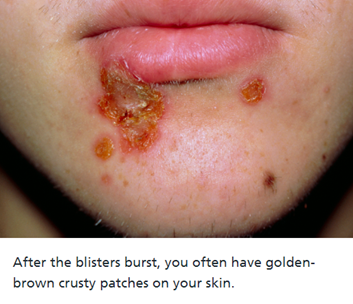 After the blisters burst, you often have golden-
brown crusty patches on your skin.